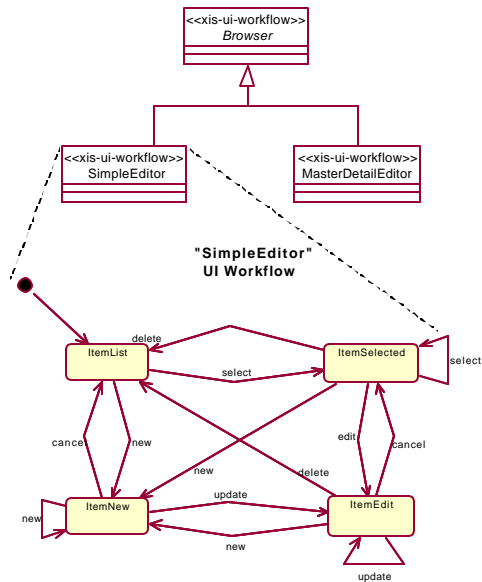 <<xis-ui-workflow>>
Browser
<<xis-ui-workflow>>
SimpleEditor
<<xis-ui-workflow>>
MasterDetailEditor
"SimpleEditor"
UI Workflow
delete
ItemList
ItemSelected
select
select
cance
new
edit
cancel
new
delete
ItemNew
update
ItemEdit
new
new
update